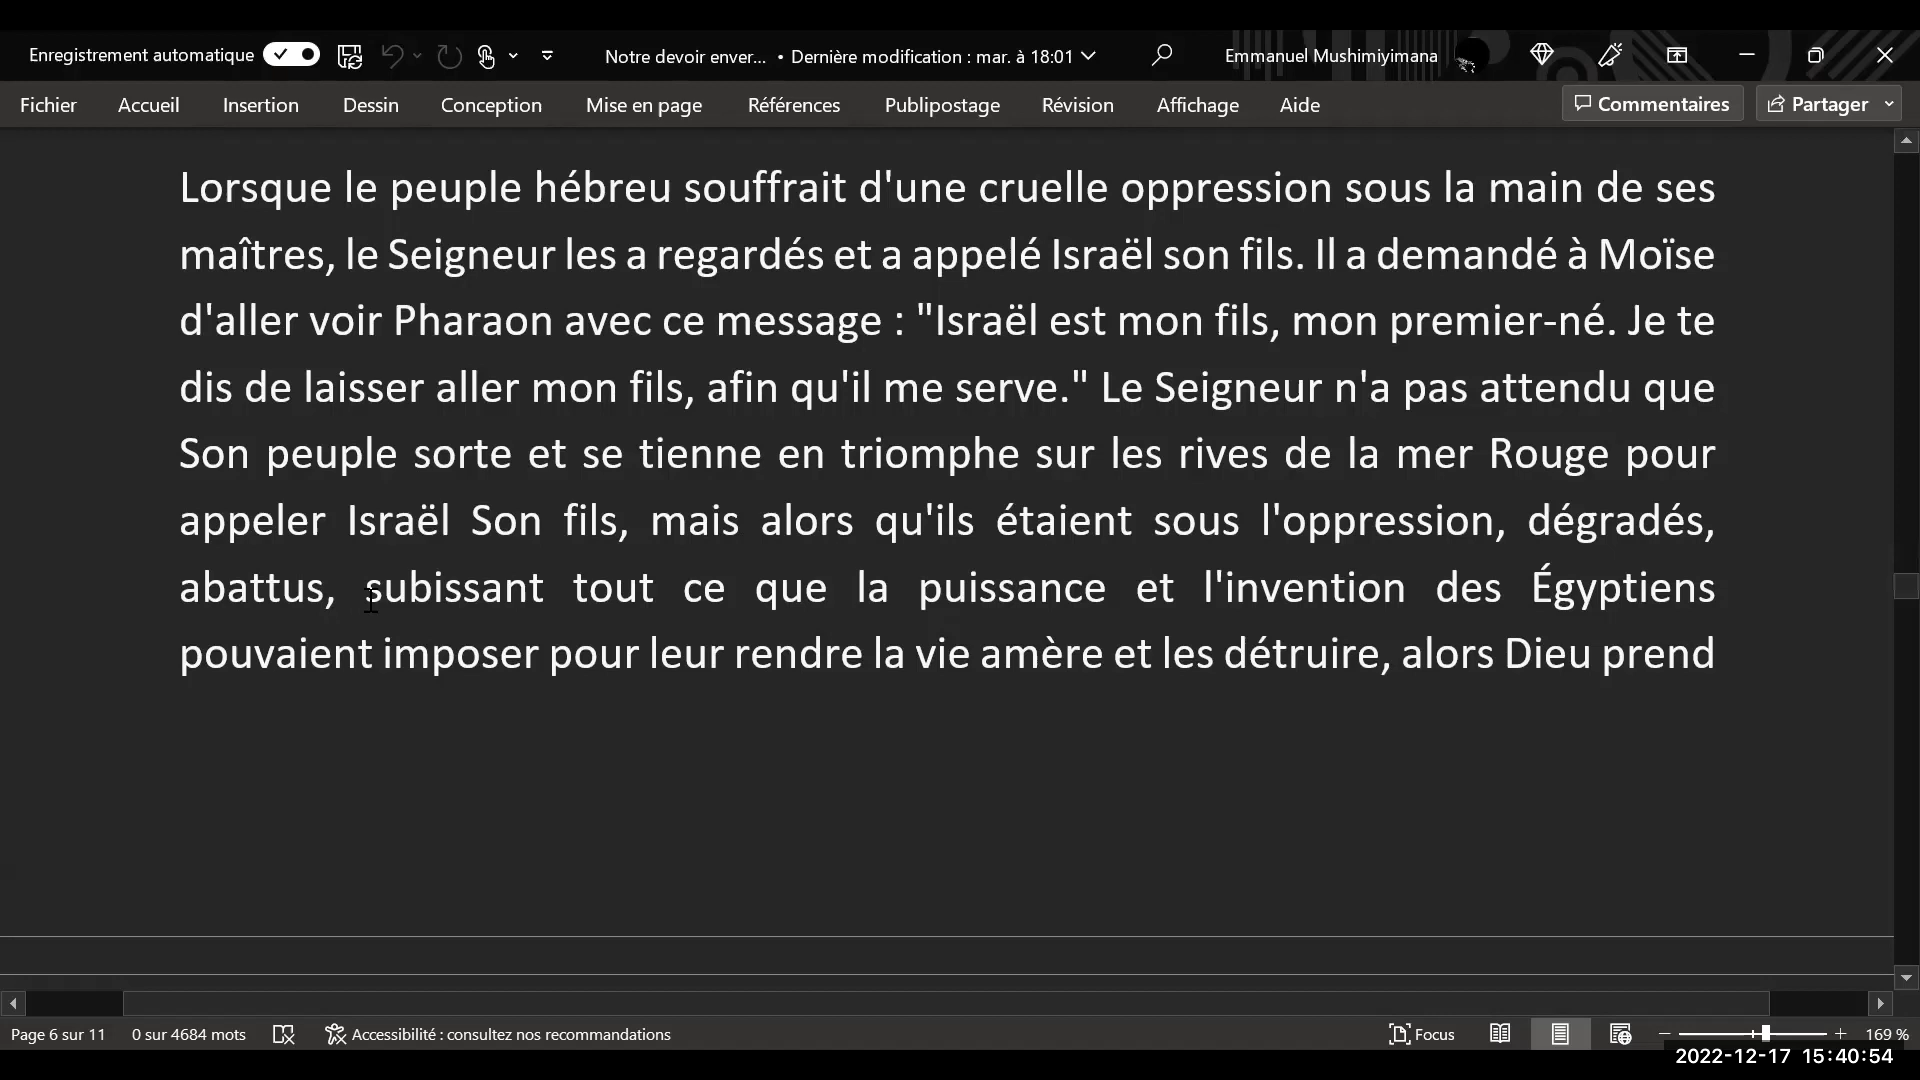 Enregistrement automatique
Notre devoir enver... • Dernière modification : mar. à 18:01
Emmanuel Mushimiyimana
Fichier Accueil Insertion Dessin Conception Mise en page Références Publipostage Révision Affichage Aide Commentaires Partager
Lorsque le peuple hébreu souffrait d'une cruelle oppression sous la main de ses
maîtres, le Seigneur les a regardés et a appelé Israël son fils. Il a demandé à Moïse
d'aller voir Pharaon avec ce message : "Israël est mon fils, mon premier-né. Je te
dis de laisser aller mon fils, afin qu'il me serve." Le Seigneur n'a pas attendu que
Son peuple sorte et se tienne en triomphe sur les rives de la mer Rouge pour
appeler Israël Son fils, mais alors qu'ils étaient sous l'oppression, dégradés,
abattus, subissant tout ce que la puissance et l'invention des Égyptiens
pouvaient imposer pour leur rendre la vie amère et les détruire, alors Dieu prend
Page 6 sur 11 0 sur 4684 mots Accessibilité : consultez nos recommandations Focus 169 %
2022-12-17 15:40:54